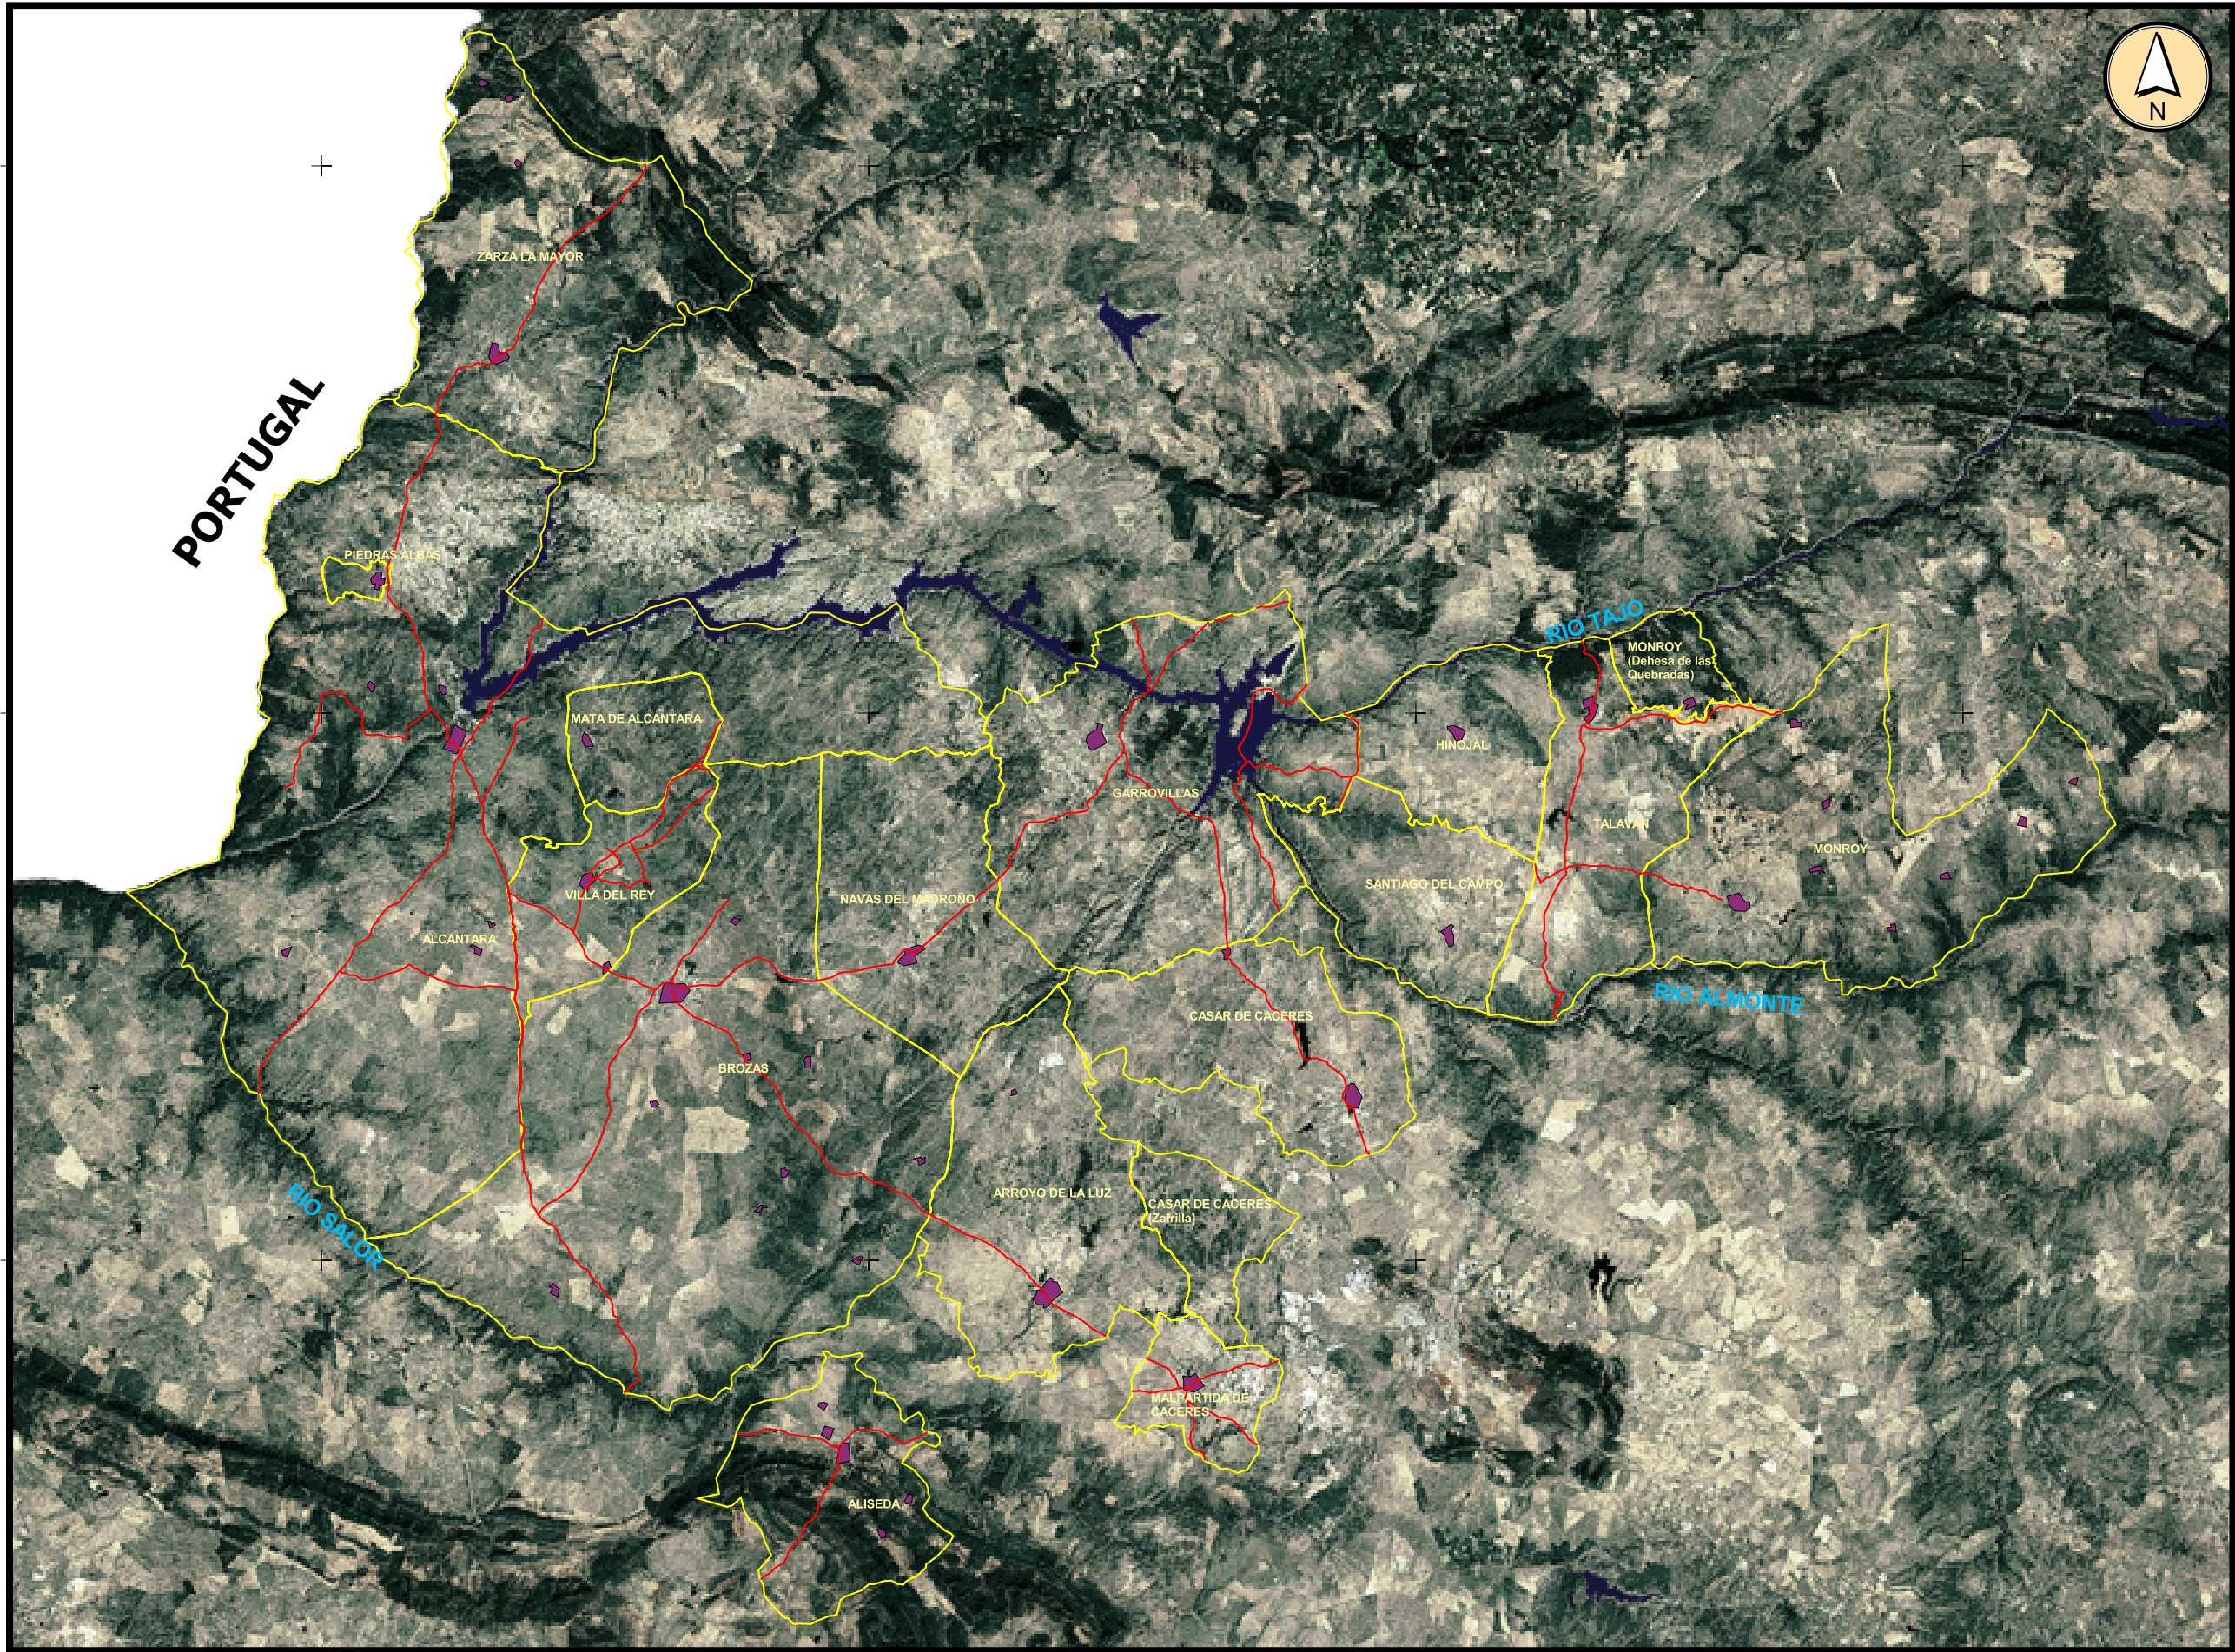 N
ZARZA LA MAYOR
PORTUGAL
PIEDRAS ALBAS
RIO TAJO
MONROY
(Dehesa de las
Quebradas)
MATA DE ALCANTARA
HINOJAL
GARROVILLAS
TALAVAN
MONROY
SANTIAGO DEL CAMPO
VILLA DEL REY
NAVAS DEL MADROÑO
ALCANTARA
RIO ALMONTE
CASAR DE CACERES
BROZAS
ARROYO DE LA LUZ
CASAR DE CACERES
(Zafrilla)
RIO SALOR
MALPARTIDA DE
CACERES
ALISEDA